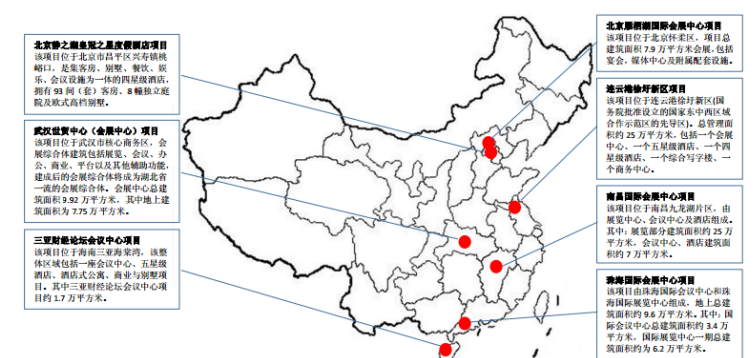 北京静之湖皇冠之星度假酒店项目
该项目位于北京市昌平区兴寿镇桃
峪口，是集客房、别墅、餐饮、娱
乐、会议设施为一体的四星级酒店，
拥有 93 间（套）客房、8 幢独立庭
院及欧式高档别墅。
武汉世贸中心（会展中心）项目
该项目位于武汉市核心商务区，会
展综合体建筑包括展览、会议、办
公、商业、平台以及其他辅助功能，
建成后的会展综合体将成为湖北省
一流的会展综合体。会展中心总建
筑面积 9.92 万平方米，其中地上建
筑面积为 7.75 万平方米。
三亚财经论坛会议中心项目
该项目位于海南三亚海棠湾，该整
体区域包括一座会议中心、五星级
酒店、酒店式公寓、商业与别墅项
目。其中三亚财经论坛会议中心项
目约 1.7 万平方米。
北京雁栖湖国际会展中心项目
该项目位于北京怀柔区，项目总
建筑面积 7.9 万平方米会展，包括
宴会，媒体中心及附属配套设施。
连云港徐圩新区项目
该项目位于连云港徐圩新区(国
务院批准设立的国家东中西区域
合作示范区的先导区)。总管理面
积约 25 万平方米，包括一个会展
中心、一个五星级酒店、一个四
星级酒店、一个综合写字楼、一
个商务中心。
南昌国际会展中心项目
该项目位于南昌九龙湖片区，由
展览中心、会议中心及酒店组成。
其中：展览部分建筑面积约 25 万
平方米，会议中心、酒店建筑面
积约 7 万平方米。
珠海国际会展中心项目
该项目由珠海国际会议中心和珠
海国际展览中心组成，地上总建
筑面积约 9.6 万平方米。其中：国
际会议中心总建筑面积约 3.4 万
平方米，国际展览中心一期总建
筑面积约为 6.2 万平方米。